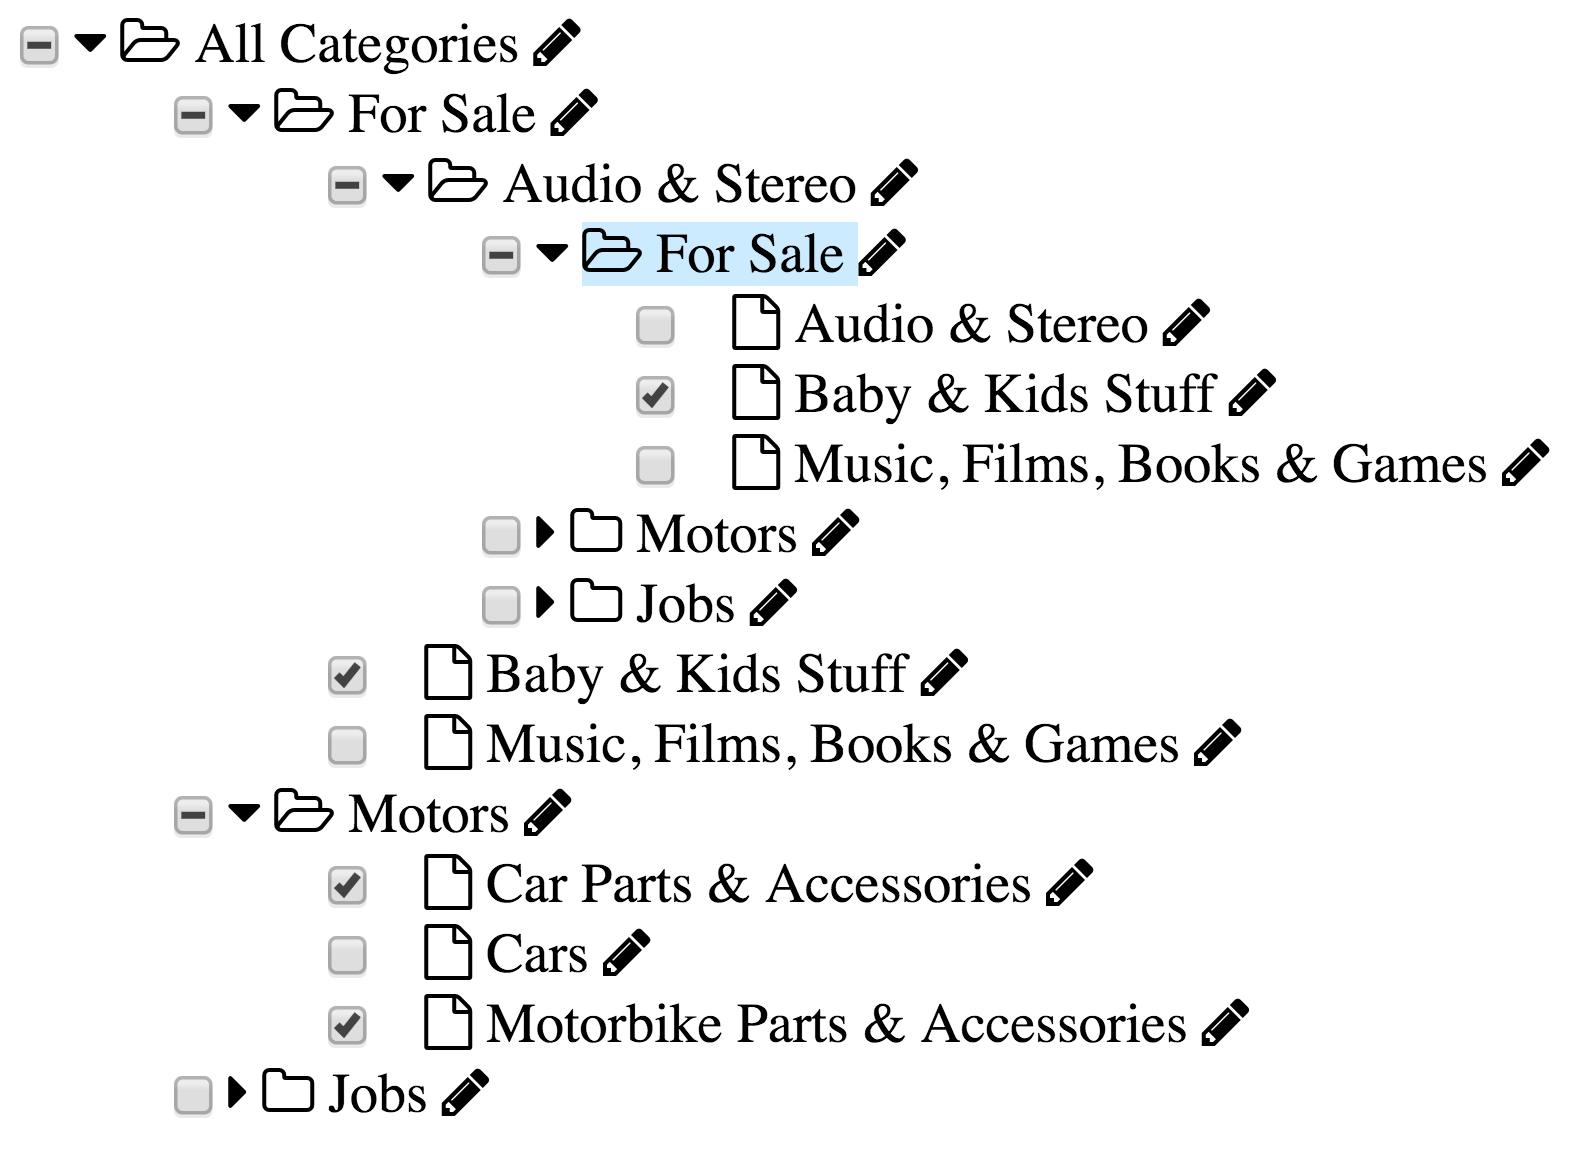 All Categories
For Sale
Audio & Stereo
For Sale
Audio & Stereo
Baby & Kids Stuff
Music, Films, Books & Games
Motors
Jobs
Baby & Kids Stuff
Music, Films, Books & Games
Motors
Car Parts & Accessories
Cars
Motorbike Parts & Accessories
Jobs